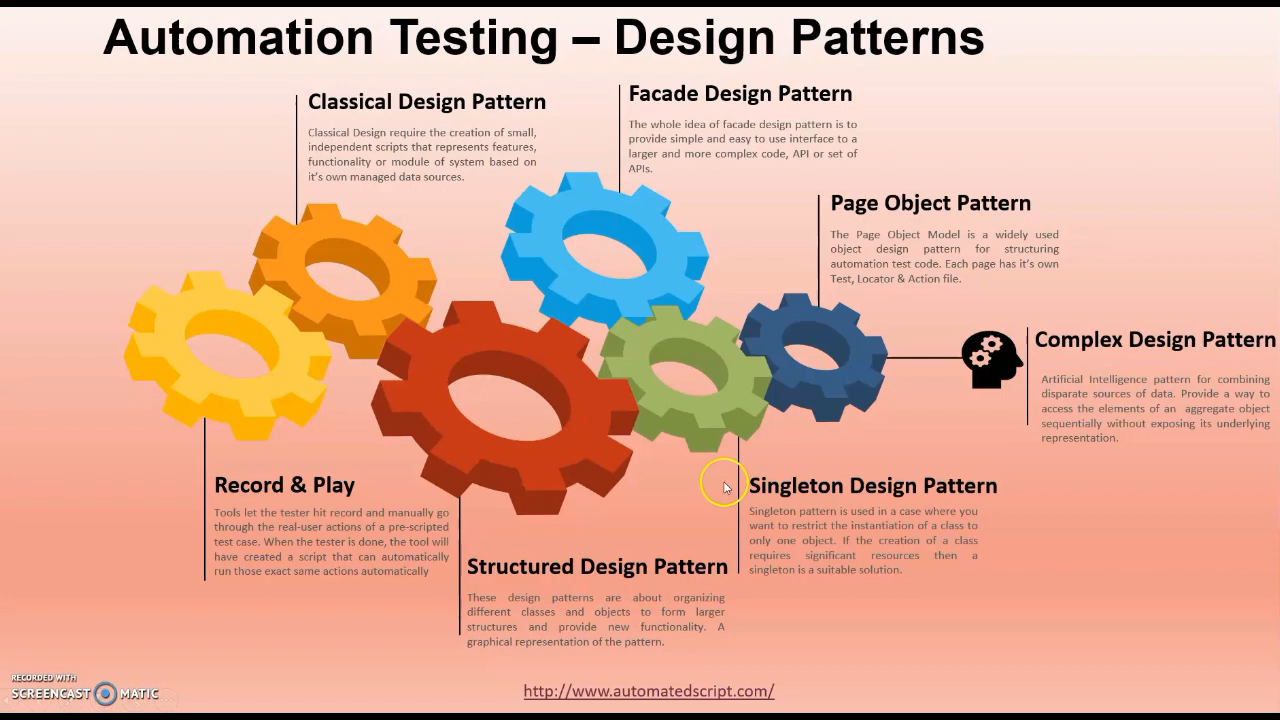 Automation Testing – Design Patterns
Classical Design Pattern
Classical Design require the creation of small,
independent scripts that represents features,
functionality or module of system based on
it's own managed data sources.
Facade Design Pattern
The whole idea of facade design pattern is to
provide simple and easy to use interface to a
larger and more complex code, API or set of
APIs.
Page Object Pattern
The Page Object Model is a widely used
object design pattern for structuring
automation test code. Each page has it's own
Test, Locator & Action file.
Complex Design Pattern
Artificial Intelligence pattern for combining
disparate sources of data. Provide a way to
access the elements of an aggregate object
sequentially without exposing its underlying
representation.
Record & Play
Tools let the tester hit record and manually go
through the real-user actions of a pre-scripted
test case. When the tester is done, the tool will
have created a script that can automatically
run those exact same actions automatically
Singleton Design Pattern
Singleton pattern is used in a case where you
want to restrict the instantiation of a class to
only one object. If the creation of a class
requires significant resources then a
singleton is a suitable solution.
Structured Design Pattern
These design patterns are about organizing
different classes and objects to form larger
structures and provide new functionality. A
graphical representation of the pattern.
RECORDED WITH
SCREENCAST MATIC
http://www.automatedscript.com/